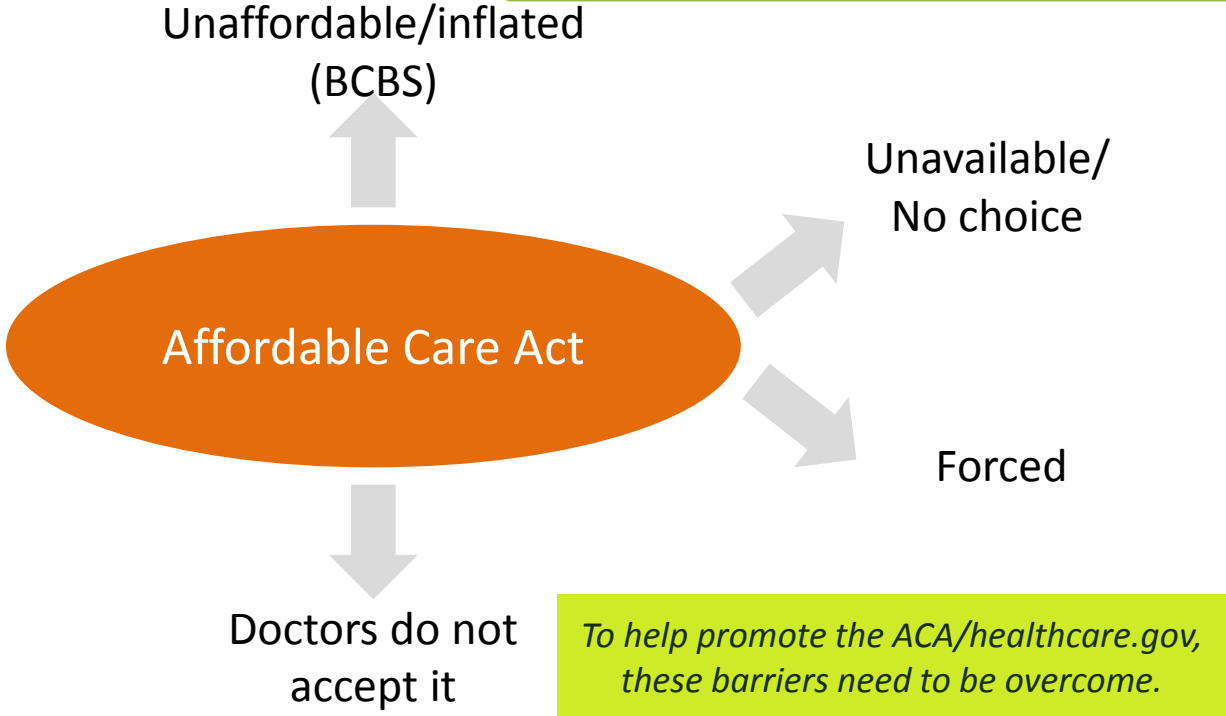 Unaffordable/inflated
(BCBS)
Unavailable/
No choice
Affordable Care Act
Forced
Doctors do not
accept it
To help promote the ACA/healthcare.gov,
these barriers need to be overcome.